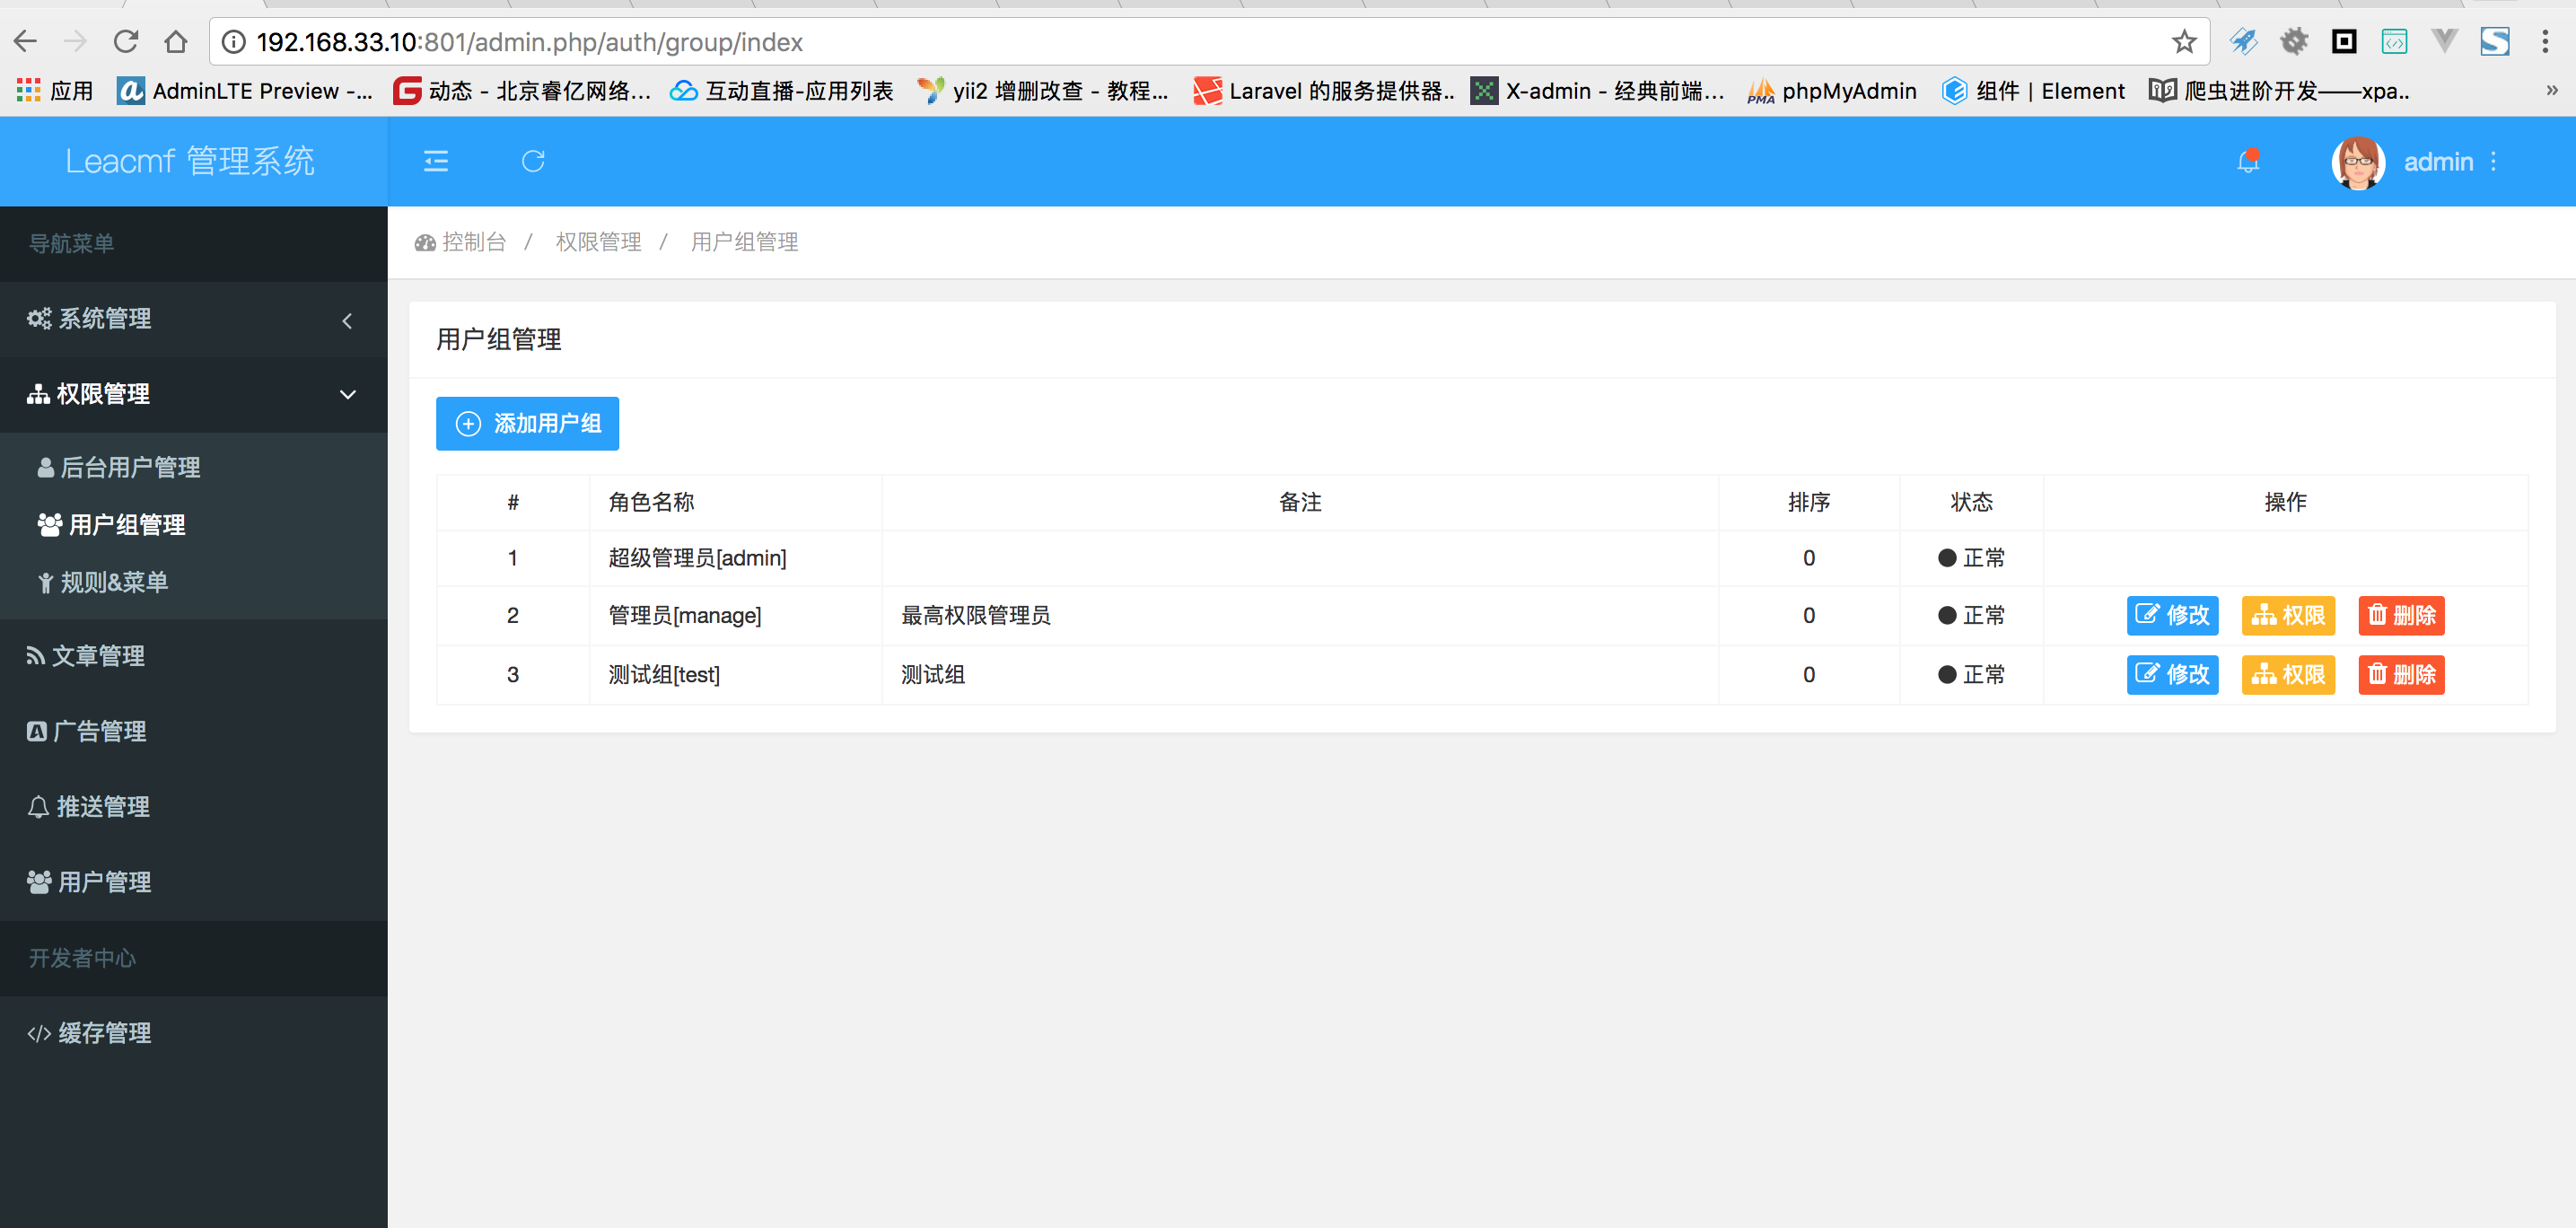 192.168.33.10:801/admin.php/auth/group/index
应用 AdminLTE Preview -... 动态 - 北京睿亿网络... 互动直播-应用列表 yii2 增删改查 - 教程... Laravel 的服务提供器.. X-admin - 经典前端... phpMyAdmin 组件 | Element 爬虫进阶开发——xpa.. »
Leacmf 管理系统 admin
导航菜单
控制台 / 权限管理 / 用户组管理
系统管理
权限管理
后台用户管理
用户组管理
规则&菜单
文章管理
广告管理
推送管理
用户管理
开发者中心
缓存管理
用户组管理
添加用户组
# 角色名称 备注 排序 状态 操作
1 超级管理员[admin] 0 正常
2 管理员[manage] 最高权限管理员 0 正常 修改 权限 删除
3 测试组[test] 测试组 0 正常 修改 权限 删除